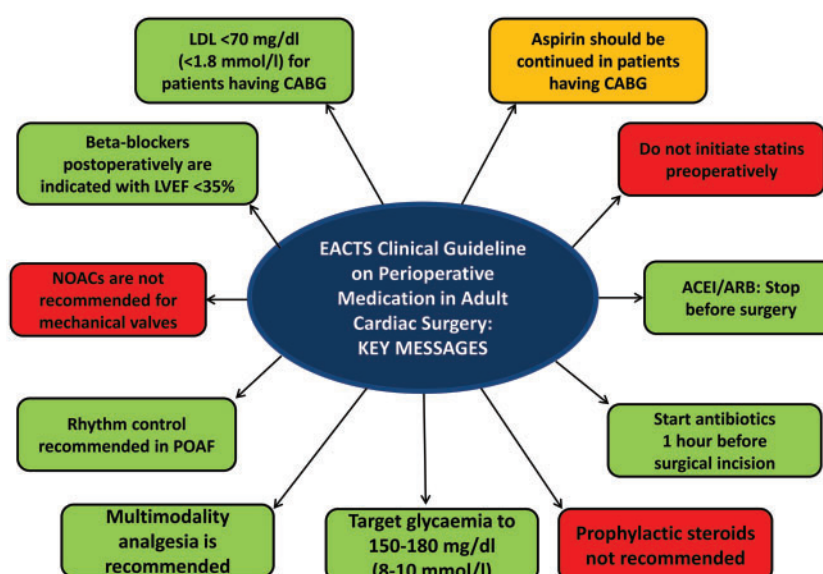 EACTS Clinical Guideline
on Perioperative
Medication in Adult
Cardiac Surgery:
KEY MESSAGES
LDL <70 mg/dl
(<1.8 mmol/l) for
patients having CABG
Aspirin should be
continued in patients
having CABG
Do not initiate statins
preoperatively
ACEI/ARB: Stop
before surgery
Start antibiotics
1 hour before
surgical incision
Prophylactic steroids
not recommended
Target glycaemia to
150-180 mg/dl
(8-10 mmol/l)
Multimodality
analgesia is
recommended
Rhythm control
recommended in POAF
NOACs are not
recommended for
mechanical valves
Beta-blockers
postoperatively are
indicated with LVEF <35%